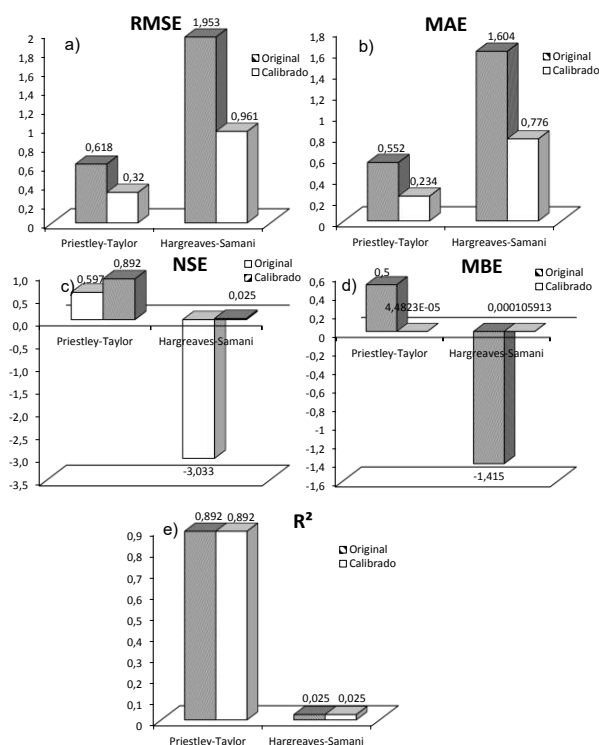 RMSE
a)
Original
Calibrado
2
1,8
1,6
1,4
1,2
1
0,8
0,6
0,4
0,2
0
0,618
0,32
1,953
0,961
Priestley-Taylor
Hargreaves-Samani
MAE
b)
Original
Calibrado
1,8
1,6
1,4
1,2
1
0,8
0,6
0,4
0,2
0
0,552
0,234
1,604
0,776
Priestley-Taylor
Hargreaves-Samani
NSE
c)
Original
Calibrado
1,0
0,5
0,0
-0,5
-1,0
-1,5
-2,0
-2,5
-3,0
-3,5
0,597
0,892
0,025
-3,033
Priestley-Taylor
Hargreaves-Samani
MBE
d)
Original
Calibrado
0,6
0,4
0,2
0
-0,2
-0,4
-0,6
-0,8
-1
-1,2
-1,4
-1,6
0,5
4,4823E-05
0,000105913
-1,415
Priestley-Taylor
Hargreaves-Samani
R²
e)
Original
Calibrado
0,9
0,8
0,7
0,6
0,5
0,4
0,3
0,2
0,1
0
0,892
0,892
0,025
0,025
Priestley-Taylor
Hargreaves-Samani